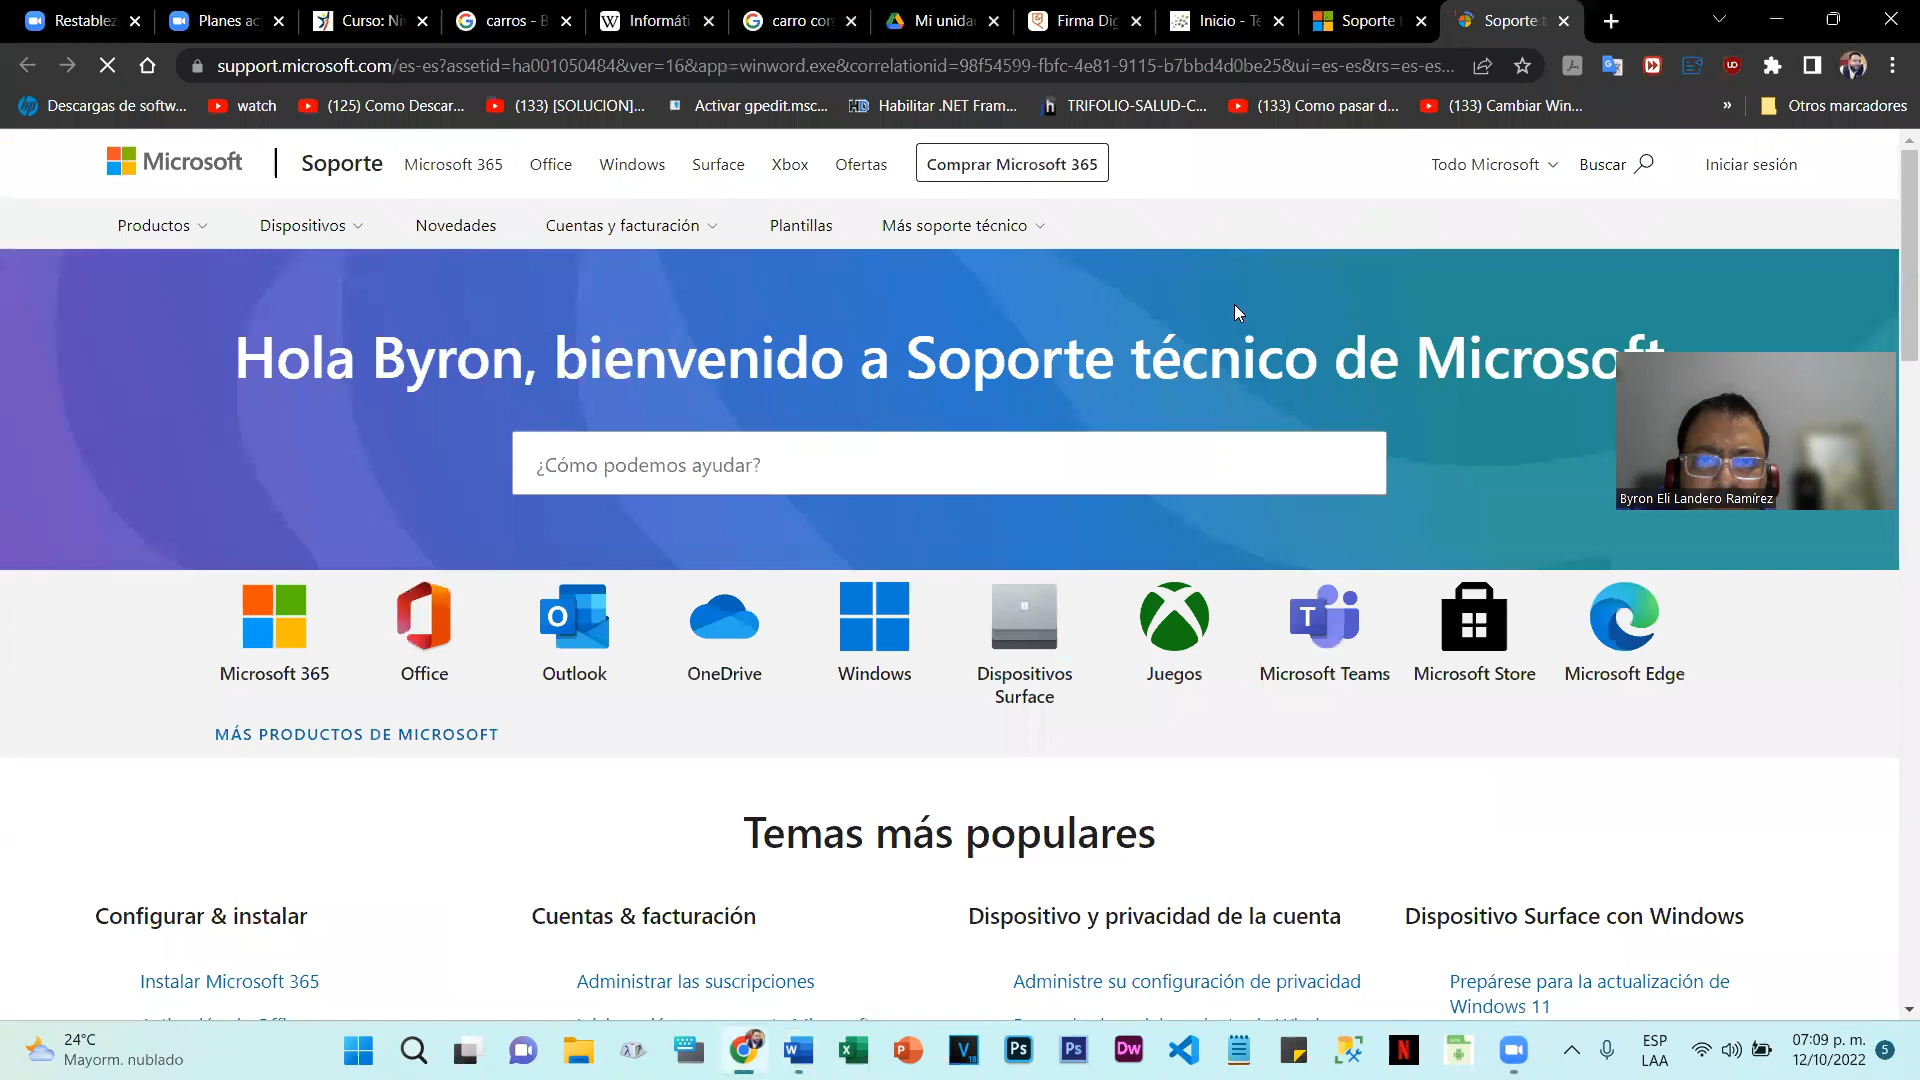 Restablez
Planes ac
Curso: Ni
carros - B
Informáti
carro con
Mi unida
Firma Dig
Inicio - Te
Soporte t
Soporte
support.microsoft.com/es-es?assetid=ha001050484&ver=16&app=winword.exe&correlationid=98f54599-fbfc-4e81-9115-b7bbd4d0be25&ui=es-es&rs=es-es...
Descargas de softw...
watch
(125) Como Descar...
(133) [SOLUCION]...
Activar gpedit.msc...
Habilitar .NET Fram...
TRIFOLIO-SALUD-C...
(133) Como pasar d...
(133) Cambiar Win...
»
Otros marcadores
Microsoft
Soporte
Microsoft 365
Office
Windows
Surface
Xbox
Ofertas
Comprar Microsoft 365
Todo Microsoft
Buscar
Iniciar sesión
Productos
Dispositivos
Novedades
Cuentas y facturación
Plantillas
Más soporte técnico
Hola Byron, bienvenido a Soporte técnico de Microsoft
¿Cómo podemos ayudar?
Byron Eli Landero Ramírez
Microsoft 365
Office
Outlook
OneDrive
Windows
Dispositivos
Surface
Juegos
Microsoft Teams
Microsoft Store
Microsoft Edge
MÁS PRODUCTOS DE MICROSOFT
Temas más populares
Configurar & instalar
Cuentas & facturación
Dispositivo y privacidad de la cuenta
Dispositivo Surface con Windows
Instalar Microsoft 365
Administrar las suscripciones
Administre su configuración de privacidad
Prepárese para la actualización de
Windows 11
24°C
Mayorm. nublado
ESP
LAA
07:09 p. m.
12/10/2022
5